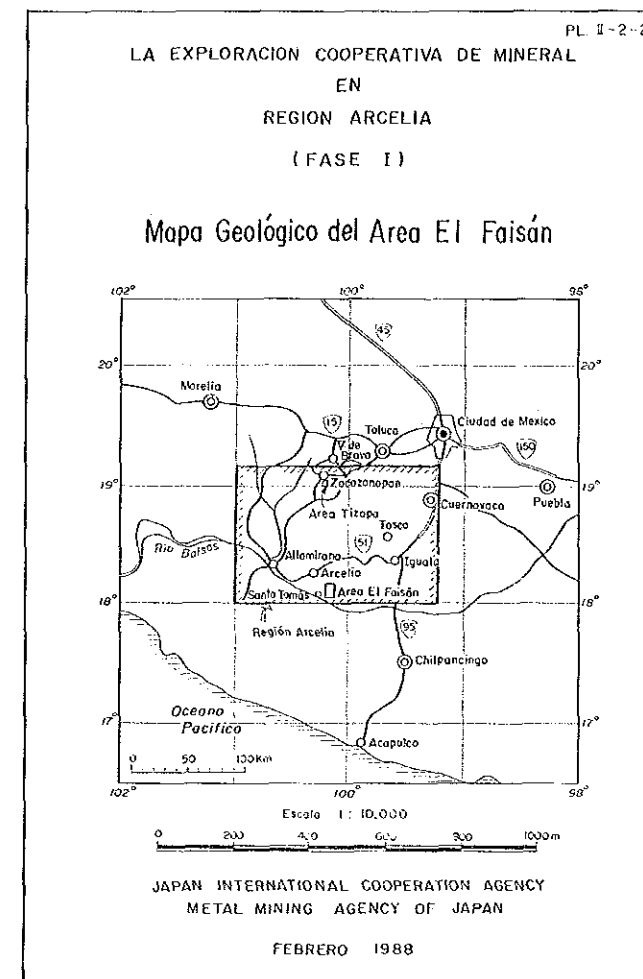 PL. II-2-2
LA EXPLORACION COOPERATIVA DE MINERAL
EN
REGION ARCELIA
(FASE I)
Mapa Geológico del Area El Faisán
102°
100°
98°
20°
20°
45
Morelia
Ciudad de Mexico
15
Toluca
V de Bravo
150
19°
19°
Zacazonapan
Puebla
Cuernavaca
Area Tizapa
Tasco
Rio Balsas
51
Altamirano
Iguala
Arcelia
Santo Tomás
Area El Faisán
18°
18°
Región Arcelia
95
Chilpancingo
Oceano
Pacífico
17°
17°
Acapulco
0 50 100Km
102°
100°
98°
Escala 1: 10,000
0 200 400 600 800 1000m
JAPAN INTERNATIONAL COOPERATION AGENCY
METAL MINING AGENCY OF JAPAN
FEBRERO 1988